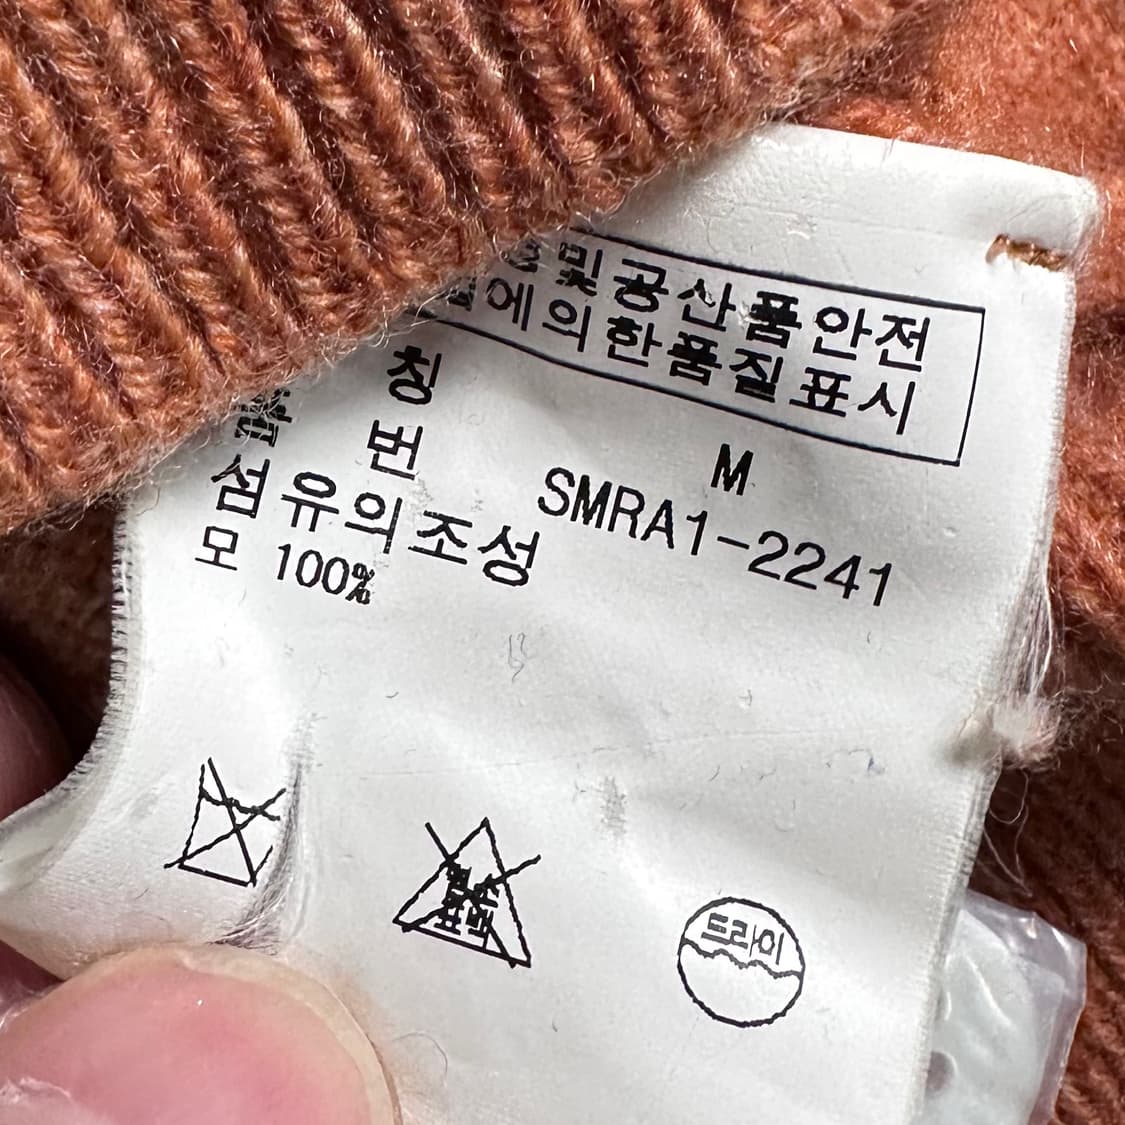 및공산품안전
에의한품질표시
칭 M
품 번 SMRA1-2241
섬유의조성
모 100%
드라이